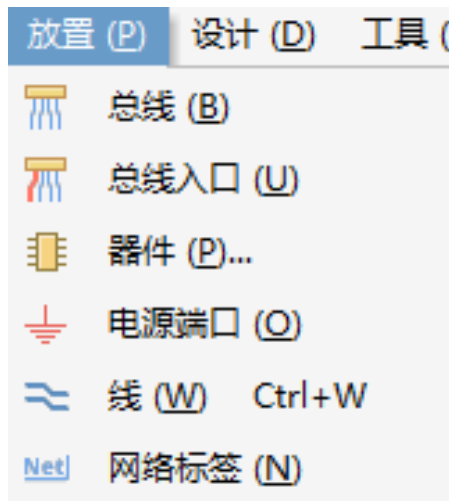 放置 (P) 设计 (D) 工具 (
总线 (B)
总线入口 (U)
器件 (P)...
电源端口 (O)
线 (W) Ctrl+W
Net 网络标签 (N)